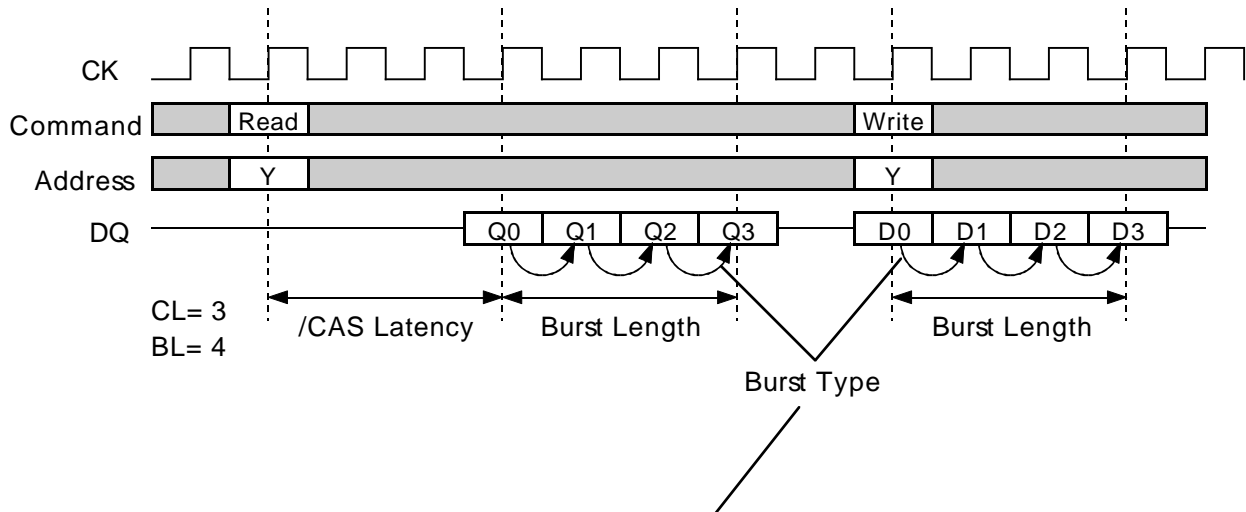 CK
Command Read Write
Address Y Y
DQ Q0 Q1 Q2 Q3 D0 D1 D2 D3
CL= 3 /CAS Latency Burst Length Burst Length
BL= 4
Burst Type